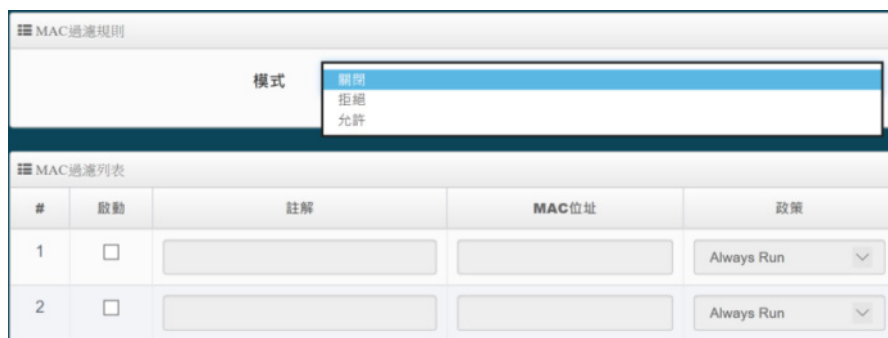 MAC過濾規則
模式
關閉
拒絕
允許
MAC過濾列表
# 啟動 註解 MAC位址 政策
1 Always Run
2 Always Run